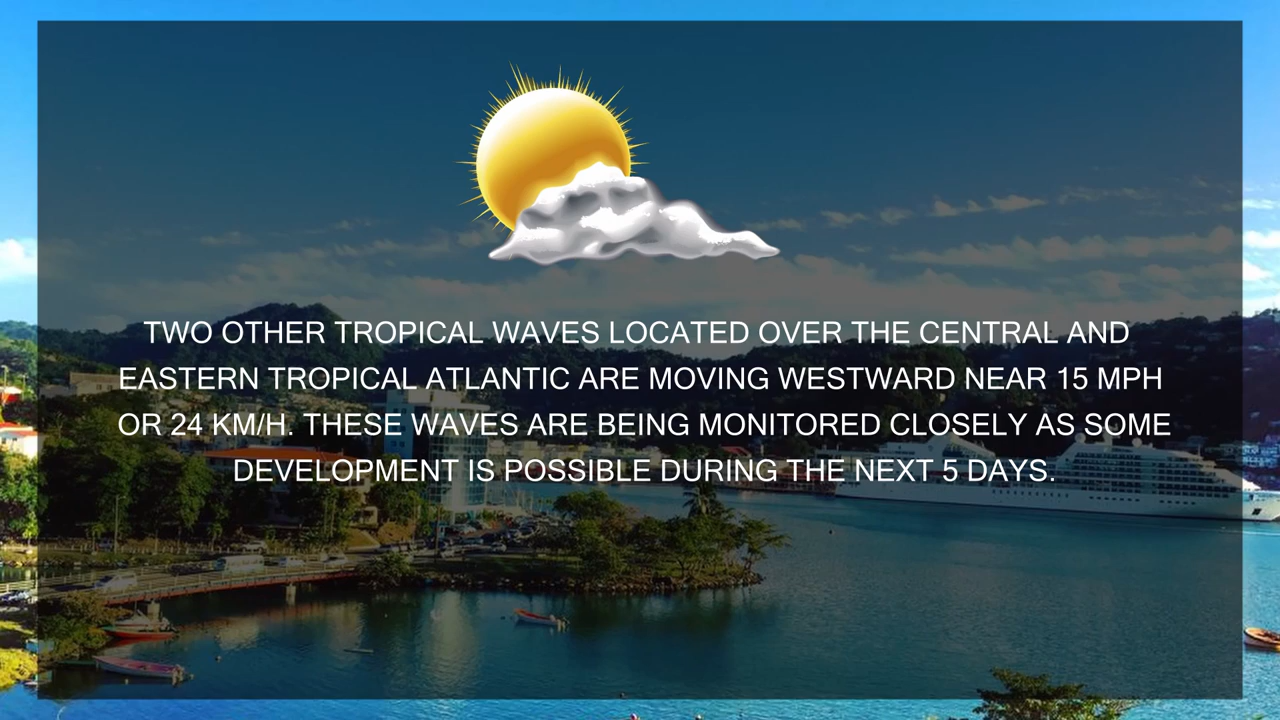 TWO OTHER TROPICAL WAVES LOCATED OVER THE CENTRAL AND
EASTERN TROPICAL ATLANTIC ARE MOVING WESTWARD NEAR 15 MPH
OR 24 KM/H. THESE WAVES ARE BEING MONITORED CLOSELY AS SOME
DEVELOPMENT IS POSSIBLE DURING THE NEXT 5 DAYS.